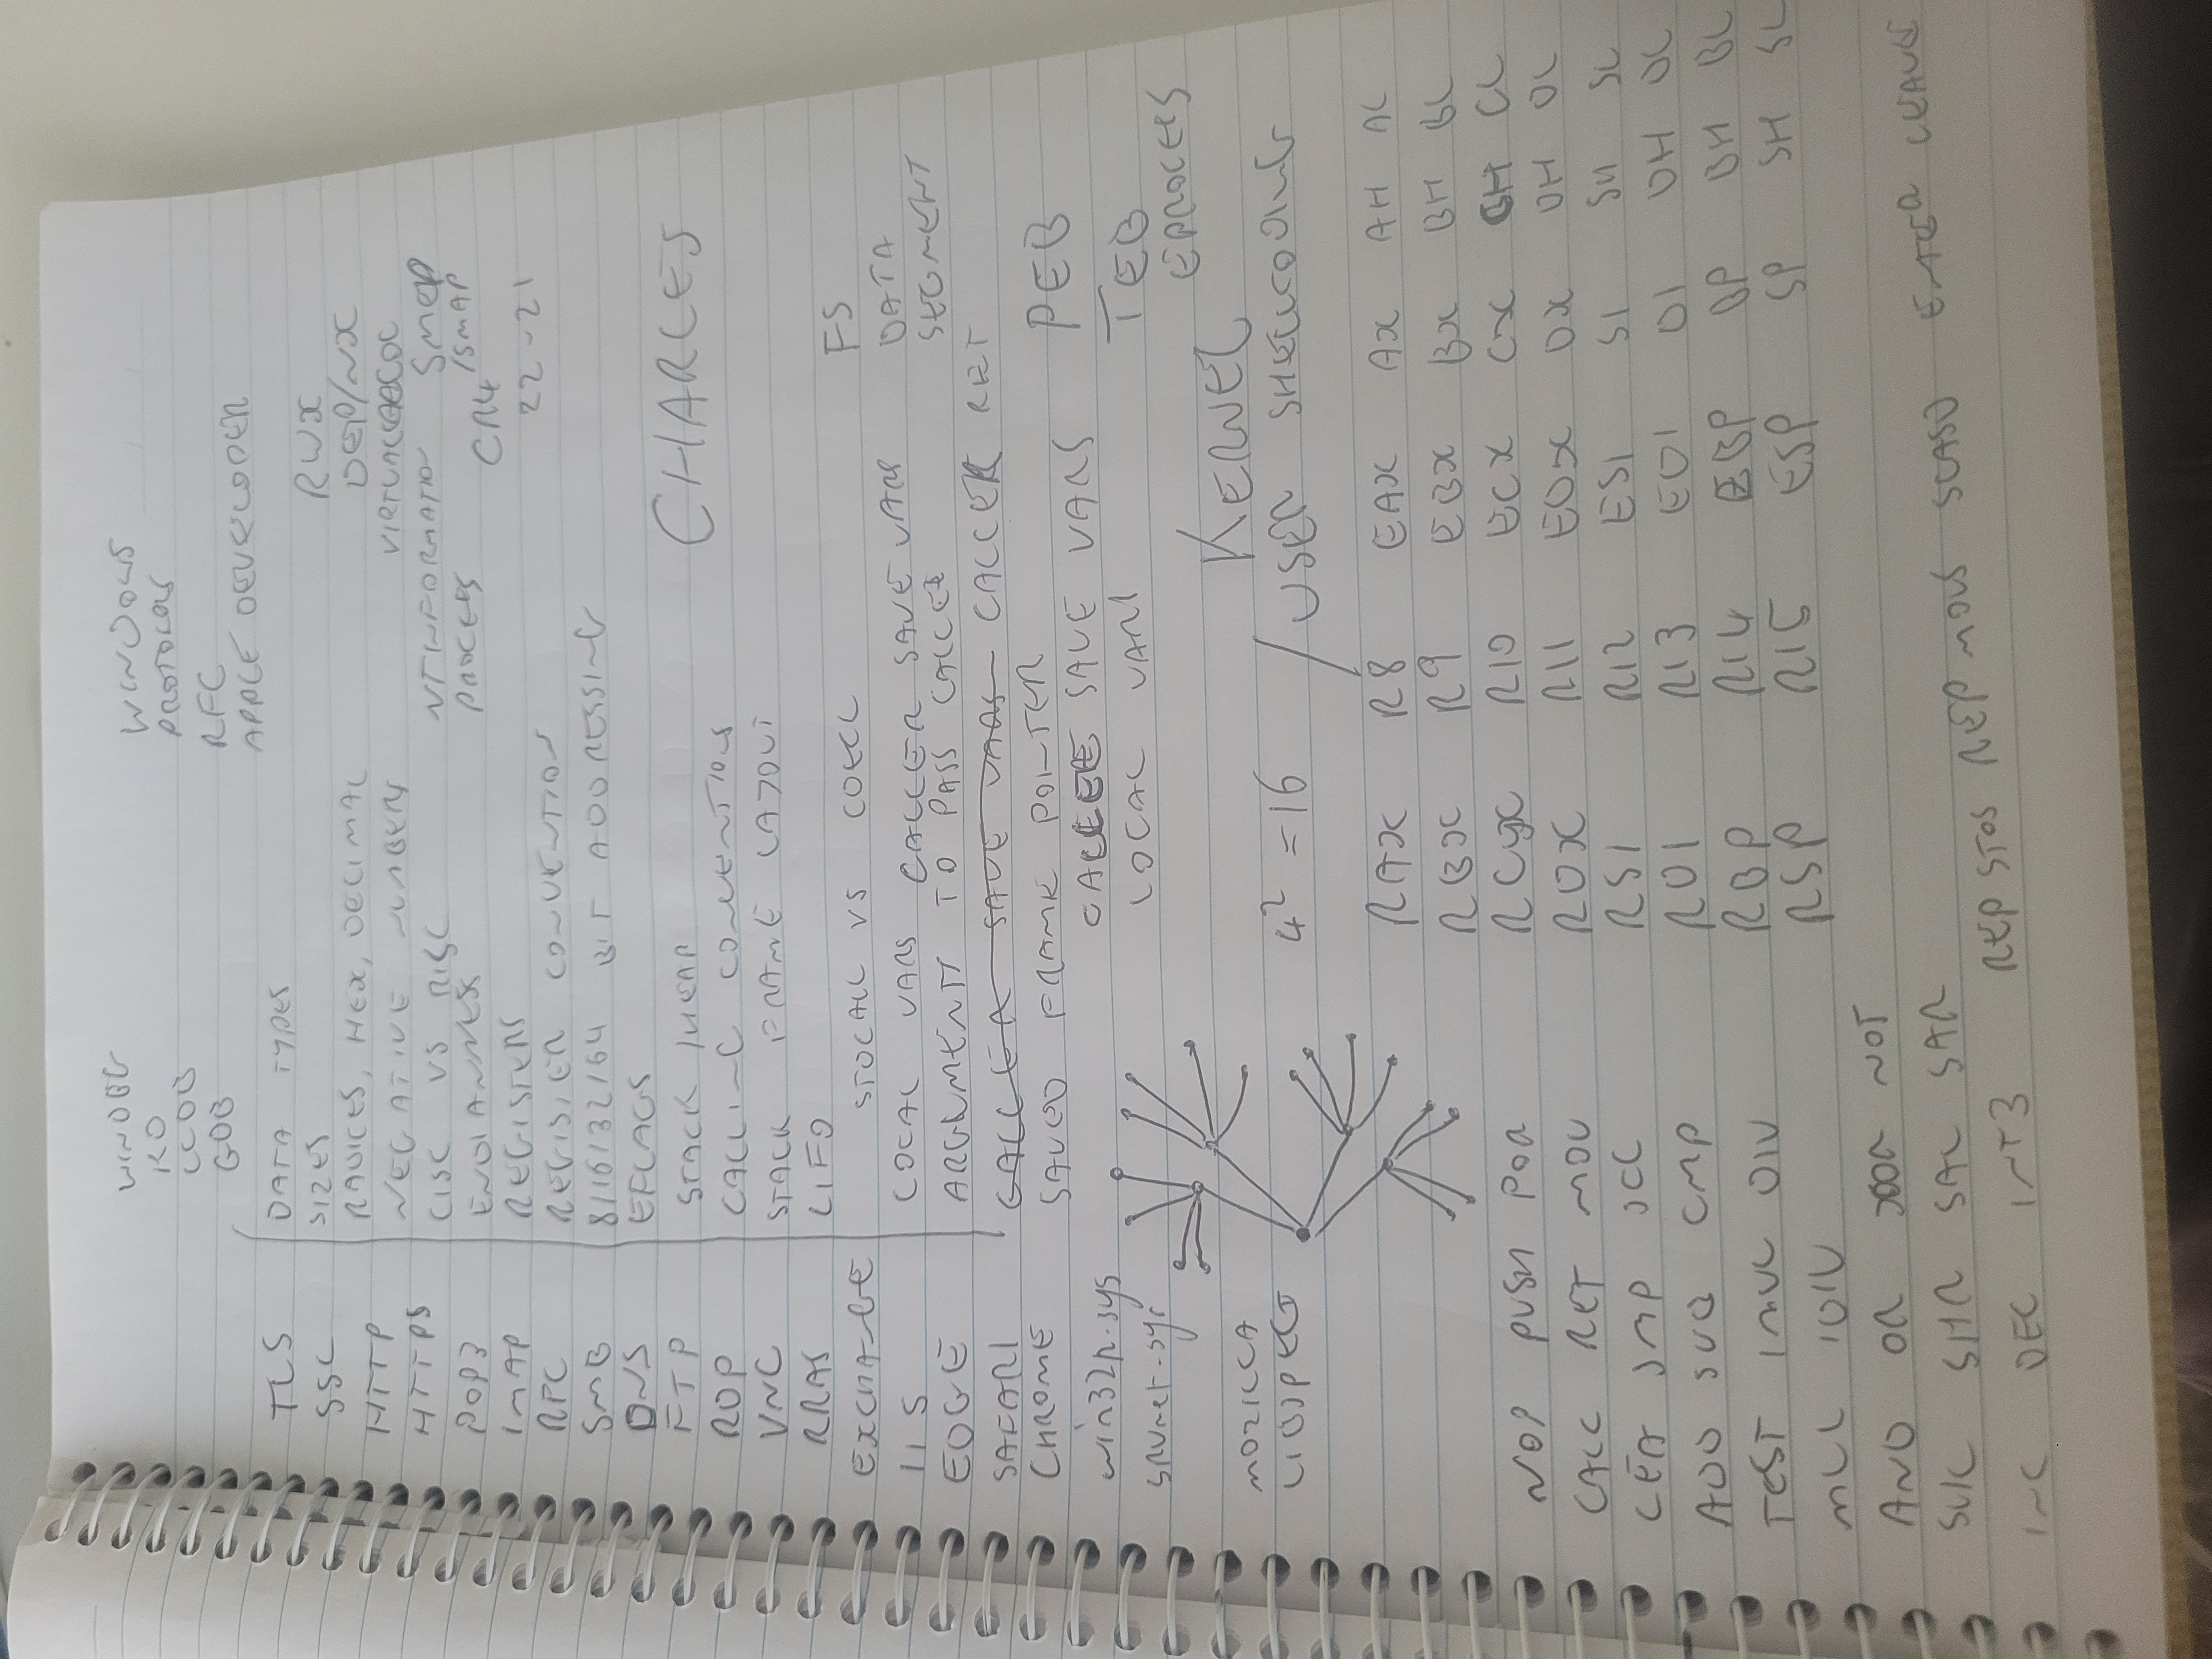 WINDBG
KD
LLDB
GDB
WINDOWS
PROTOCOLS
RFC
APPLE DEVELOPER
TLS
SSL
HTTP
HTTPS
POP3
IMAP
RPC
SMB
DNS
FTP
RDP
VNC
RRAS
EXCHANGE
IIS
EDGE
SAFARI
CHROME
win32k.sys
srvnet.sys
MOZILLA
LIBJPEG
DATA TYPES
SIZES
RADICES, HEX, DECIMAL
NEGATIVE NUMBERS
CISC VS RISC
ENDIANNESS
REGISTERS
REGISTER CONVENTION
8/16/32/64 BIT ADDRESSING
EFLAGS
STACK/HEAP
CALLING CONVENTIONS
STACK FRAME LAYOUT
LIFO
STDCALL VS CDECL
LOCAL VARS CALLER SAVE VARS
ARGUMENTS TO PASS CALLEE
CALLER SAVE VARS CALLER RET
SAVED FRAME POINTER
CALLEE SAVE VARS
LOCAL VARS
RWX
DEP/NX
VIRTUALALLOC
NTINFORMATION
PROCESS
SMEP
/SMAP
CR4
22-21
CHARLES
FS
DATA
SEGMENT
PEB
TEB
EPROCESS
KERNEL
/USER SHELLCODING
4² = 16
RAX R8 EAX AX AH AL
RBX R9 EBX BX BH BL
RCX R10 ECX CX CH CL
RDX R11 EDX DX DH DL
RSI R12 ESI SI SH SL
RDI R13 EDI DI DH DL
RBP R14 EBP BP BH BL
RSP R15 ESP SP SH SL
NOP PUSH POP
CALL RET MOV
LEA JMP JCC
ADD SUB CMP
TEST IMUL DIV
MUL IDIV
AND OR XOR NOT
SHL SHR SAL SAR
INC DEC INT3 REP STOS REP MOVS SCASD ENTER LEAVE